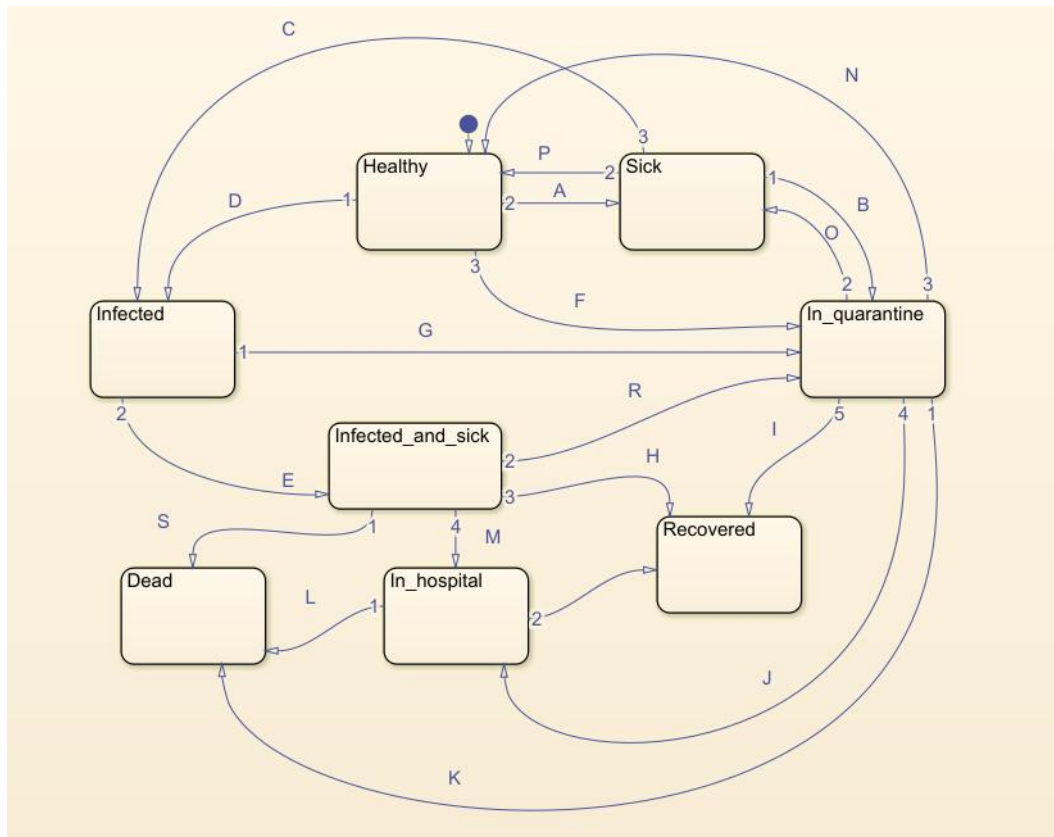 C
N
3
Healthy
P
2
Sick
1
D
1
2
A
B
O
3
F
2
3
Infected
In_quarantine
1
G
R
2
5
4
1
Infected_and_sick
I
2
H
E
3
S
1
4
M
Recovered
Dead
In_hospital
L
1
2
J
K